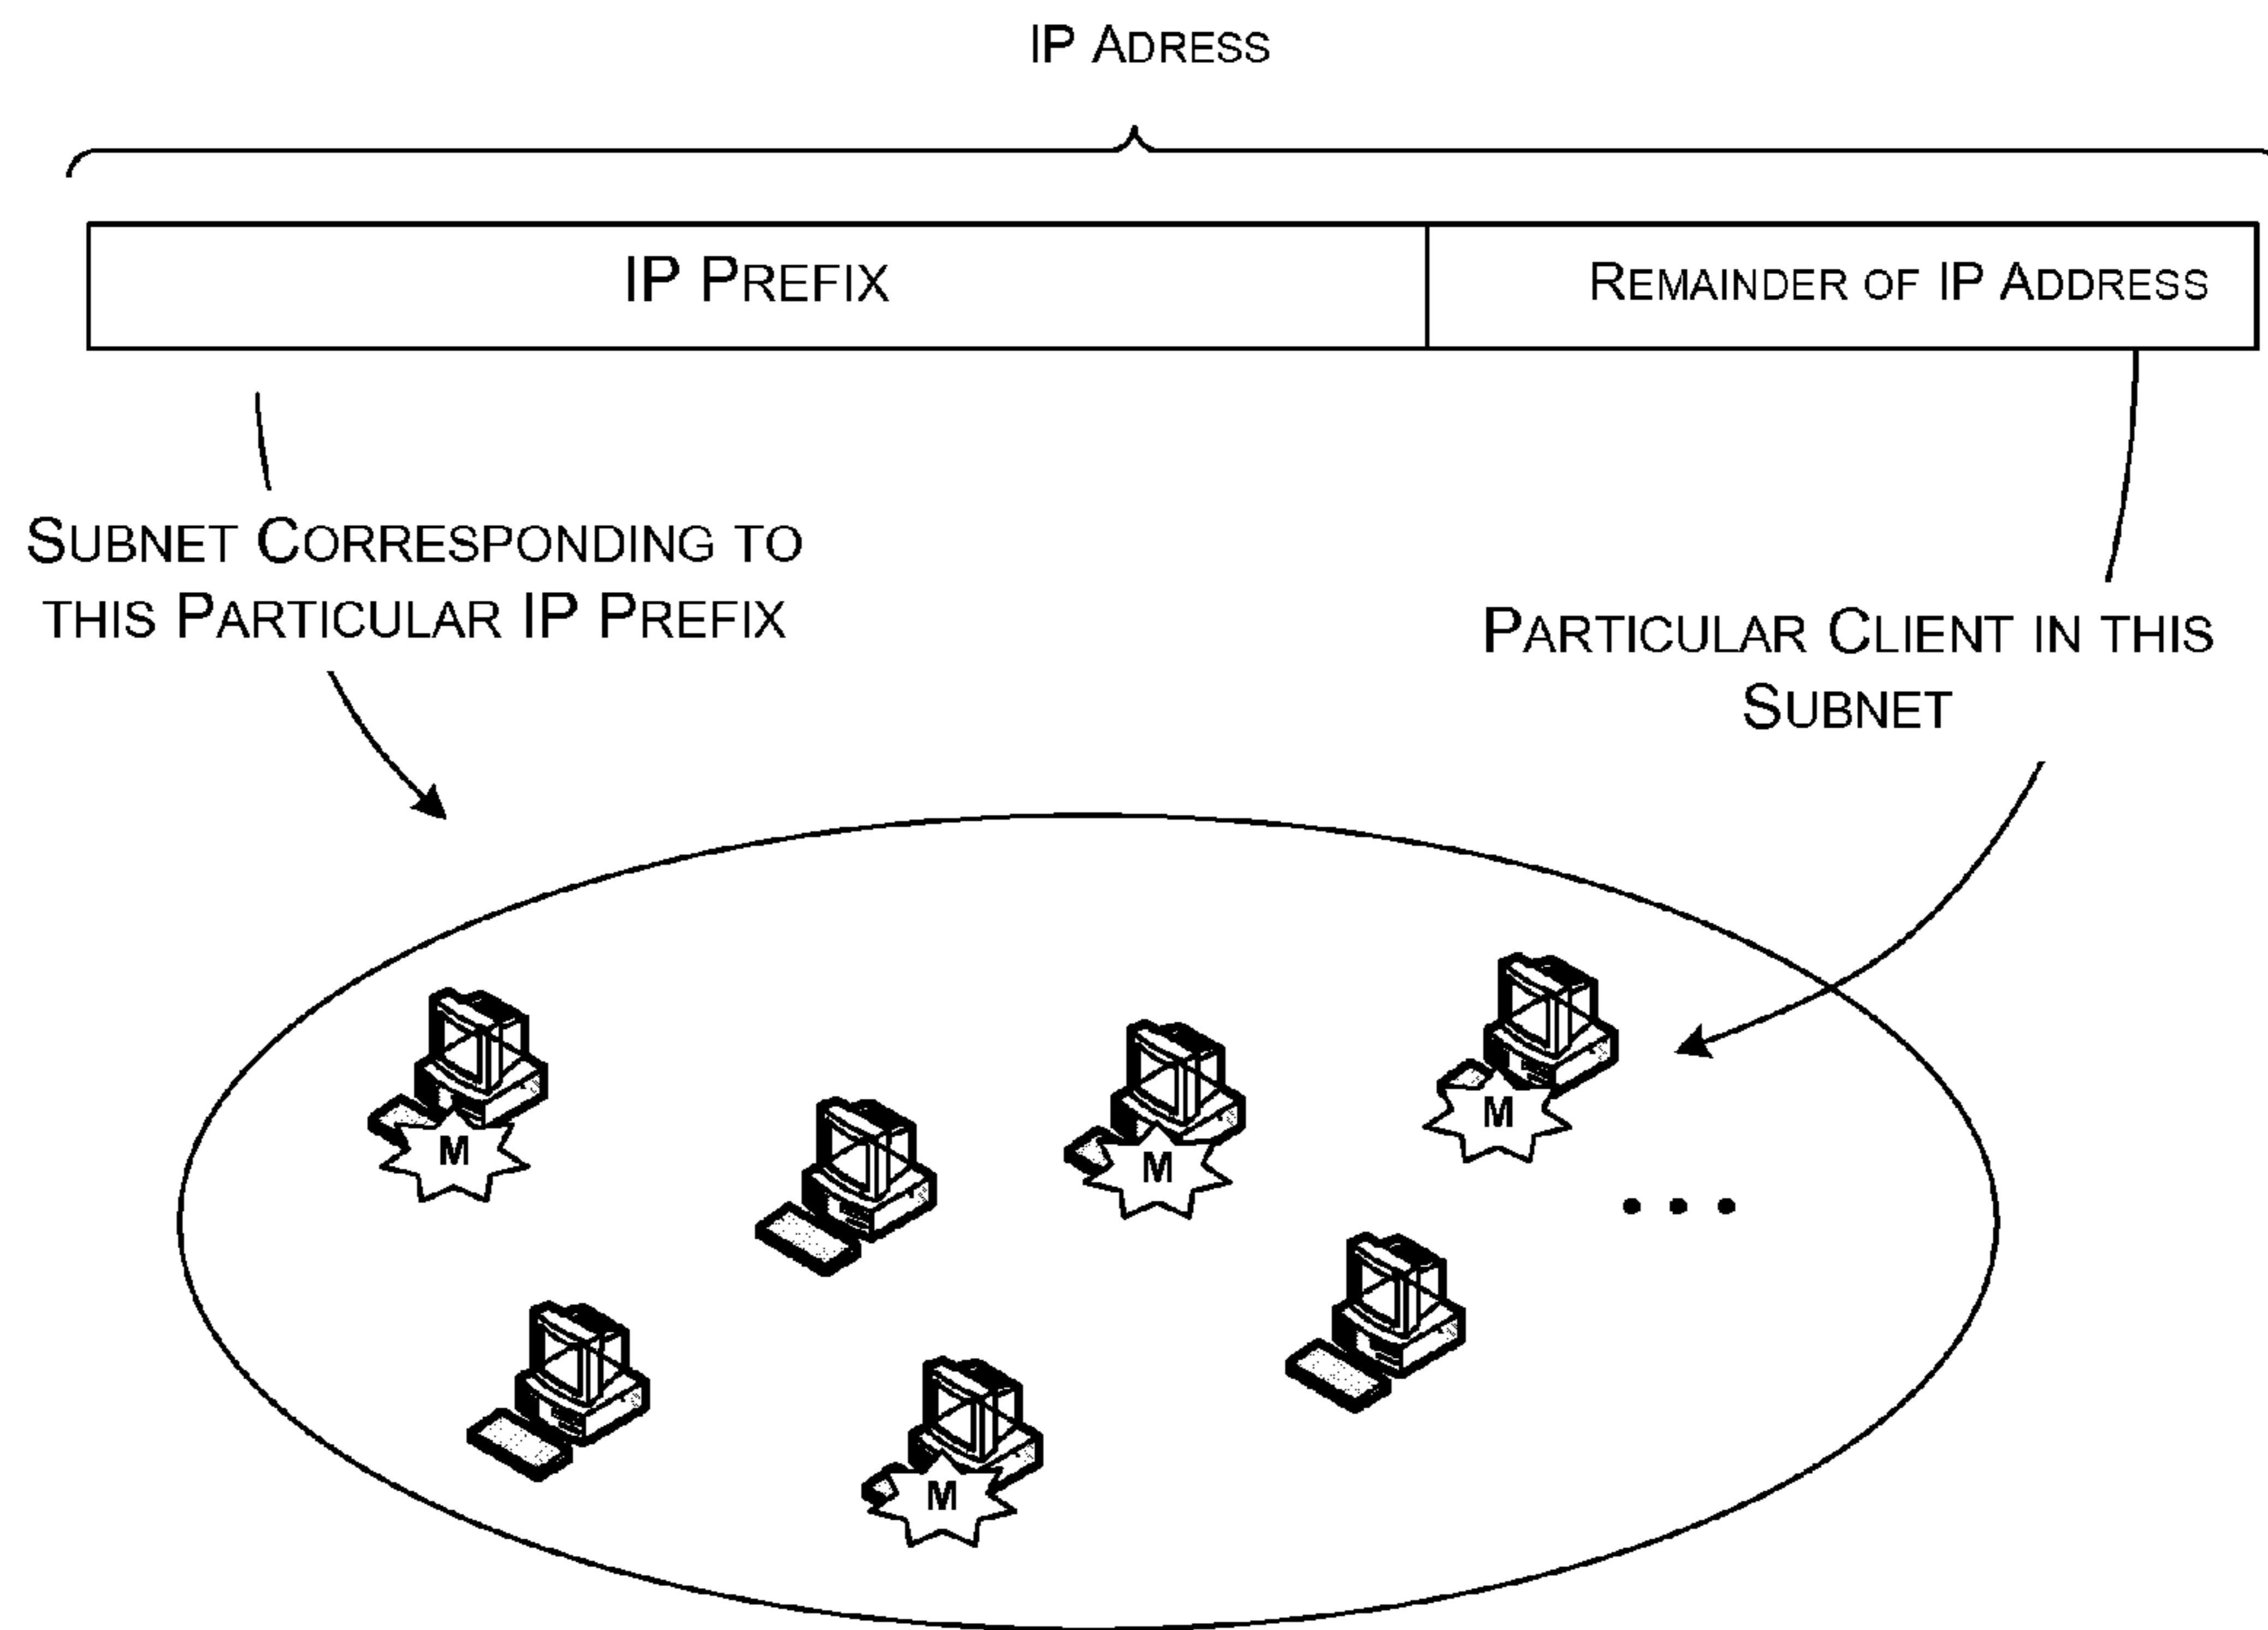 IP ADRESS
IP PREFIX
REMAINDER OF IP ADDRESS
SUBNET CORRESPONDING TO
THIS PARTICULAR IP PREFIX
PARTICULAR CLIENT IN THIS
SUBNET
M
M
M
M